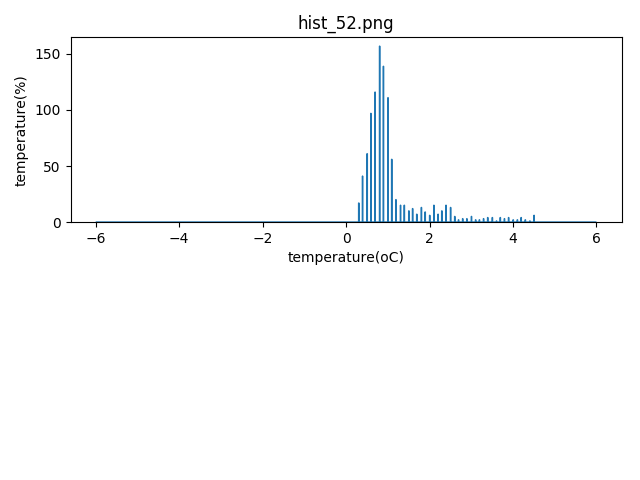 hist_52.png
temperature(%)
150
100
50
0
−6 −4 −2 0 2 4 6
temperature(oC)